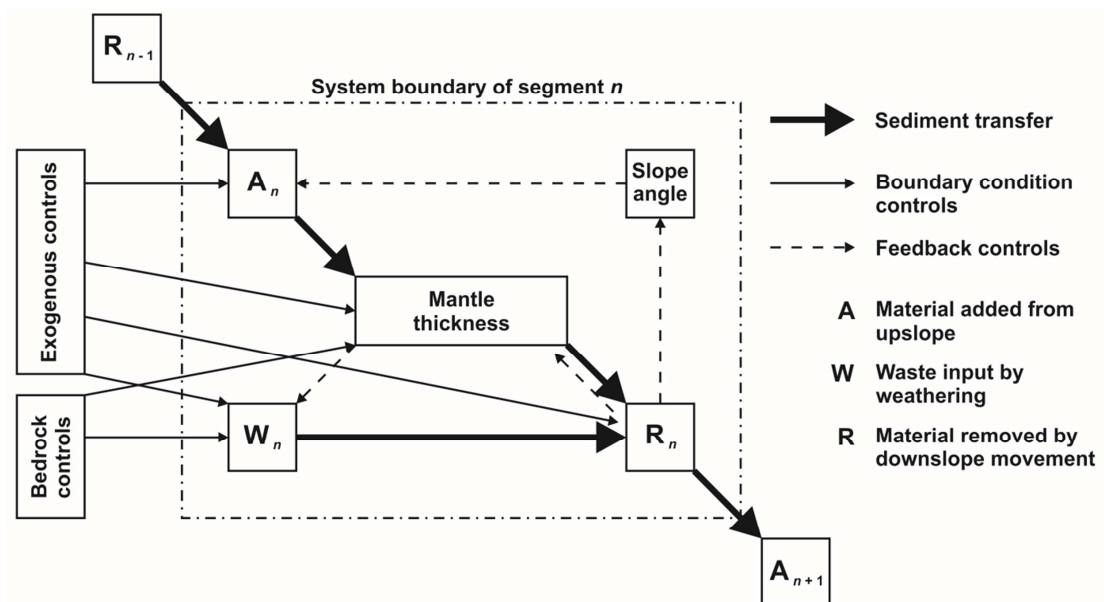 R n - 1
System boundary of segment n
Sediment transfer
Exogenous controls
A n
Slope
angle
Boundary condition
controls
Feedback controls
Mantle
thickness
A Material added from
upslope
W Waste input by
weathering
Bedrock
controls
W n
R n
R Material removed by
downslope movement
A n + 1